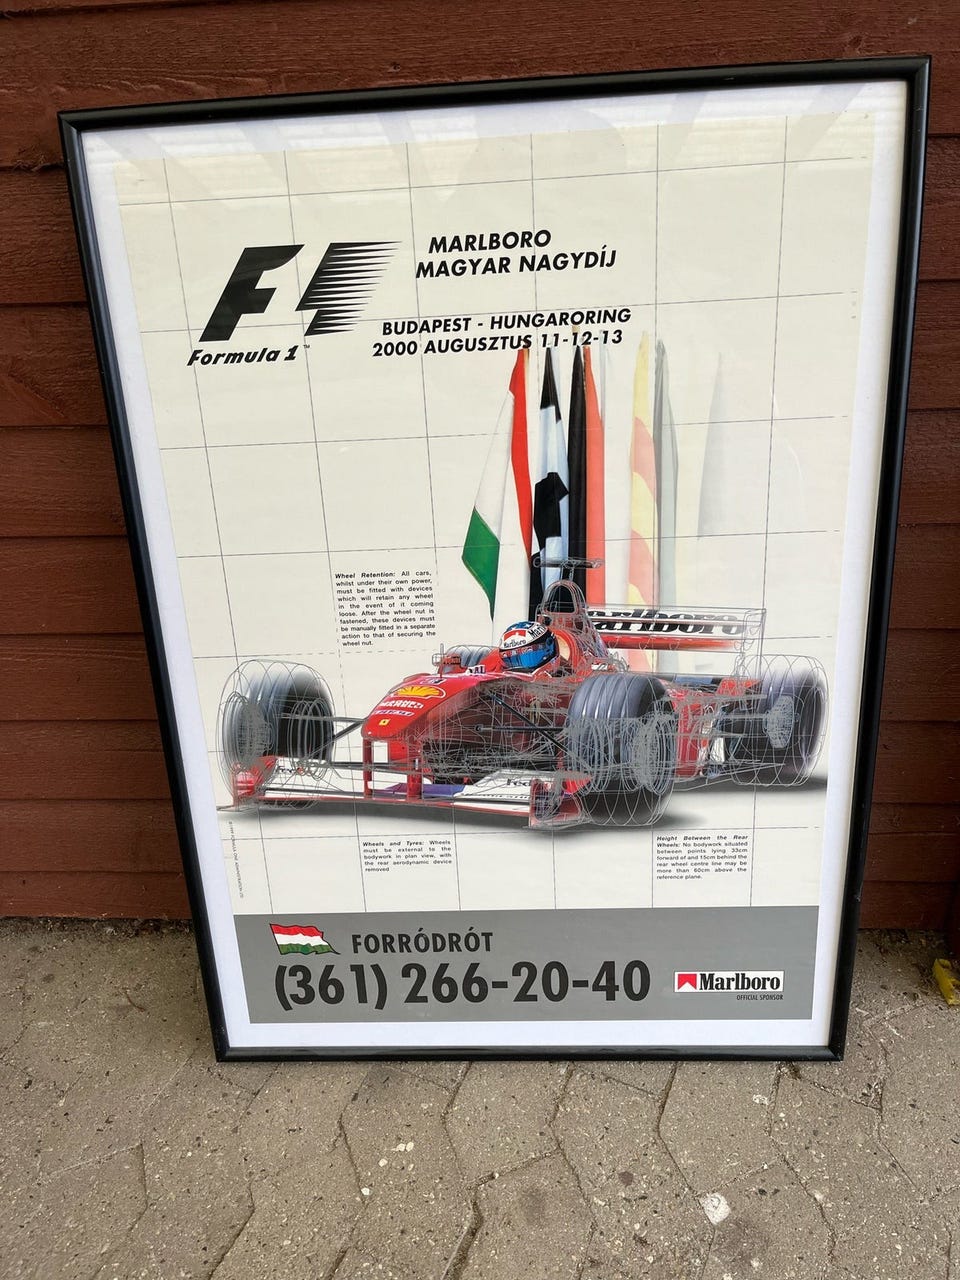 F1
Formula 1™
MARLBORO
MAGYAR NAGYDÍJ
BUDAPEST - HUNGARORING
2000 AUGUSZTUS 11-12-13
Wheel Retention: All cars,
whilst under their own power,
must be fitted with devices
which will retain any wheel
in the event of it coming
loose. After the wheel nut is
fastened, these devices must
be manually fitted in a separate
action to that of securing the
wheel nut.
Marlboro
Marlboro
Wheels and Tyres: Wheels
must be external to the
bodywork in plan view, with
the rear aerodynamic device
removed
Height Between the Rear
Wheels: No bodywork situated
between points lying 33cm
forward of and 15cm behind the
rear wheel centre line may be
more than 60cm above the
reference plane.
FORRÓDRÓT
(361) 266-20-40
Marlboro
OFFICIAL SPONSOR